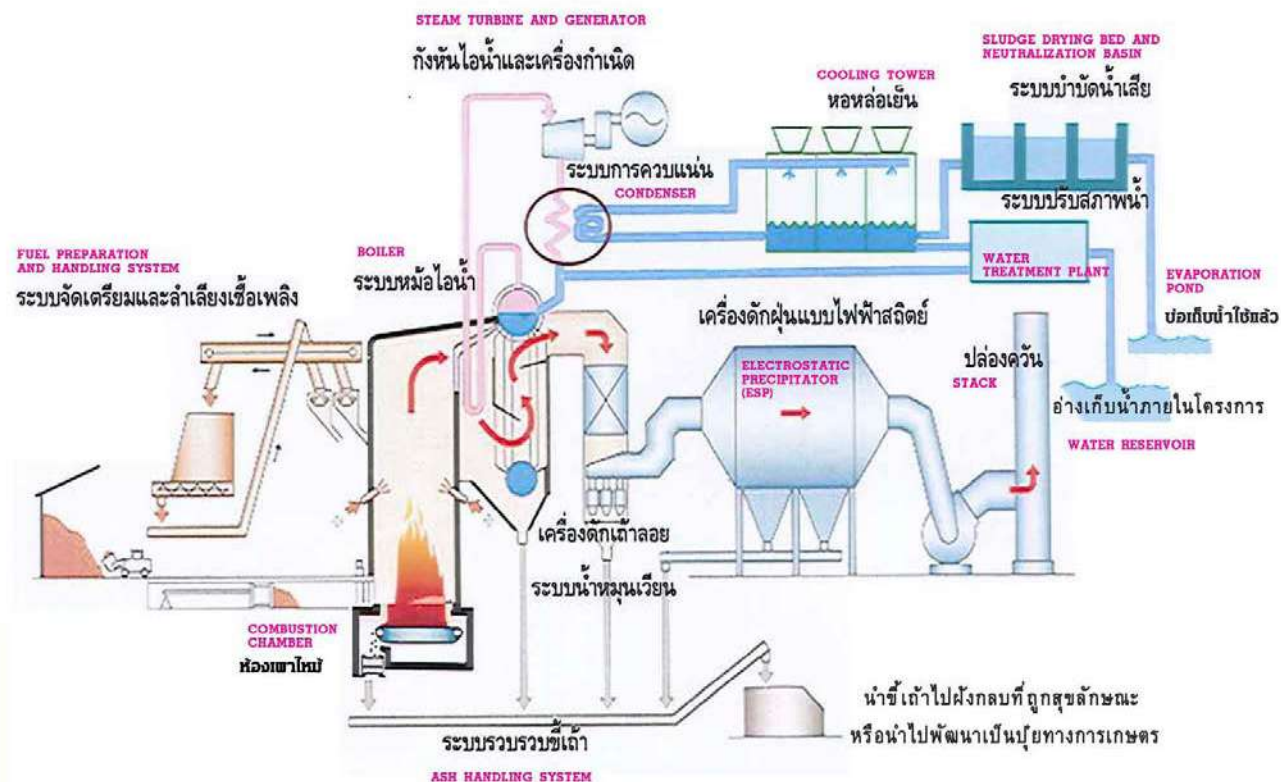 STEAM TURBINE AND GENERATOR
กังหันไอน้ำและเครื่องกำเนิด
SLUDGE DRYING BED AND
NEUTRALIZATION BASIN
ระบบบำบัดน้ำเสีย
COOLING TOWER
หอหล่อเย็น
ระบบการควบแน่น
CONDENSER
ระบบปรับสภาพน้ำ
WATER
TREATMENT PLANT
FUEL PREPARATION
AND HANDLING SYSTEM
ระบบจัดเตรียมและลำเลียงเชื้อเพลิง
BOILER
ระบบหม้อไอน้ำ
EVAPORATION
POND
บ่อเก็บน้ำใช้แล้ว
เครื่องดักฝุ่นแบบไฟฟ้าสถิตย์
ELECTROSTATIC
PRECIPITATOR
(ESP)
ปล่องควัน
STACK
อ่างเก็บน้ำภายในโครงการ
WATER RESERVOIR
เครื่องดักเถ้าลอย
ระบบน้ำหมุนเวียน
COMBUSTION
CHAMBER
ห้องเผาไหม้
นำขี้เถ้าไปฝังกลบที่ถูกสุขลักษณะ
หรือนำไปพัฒนาเป็นปุ๋ยทางการเกษตร
ระบบรวบรวบขี้เถ้า
ASH HANDLING SYSTEM